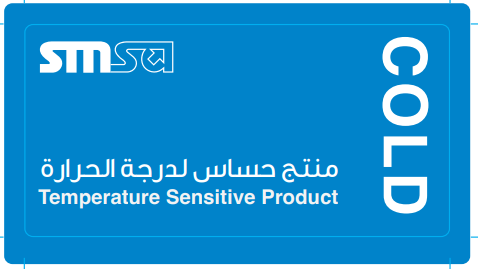 smsa
COLD
منتج حساس لدرجة الحرارة
Temperature Sensitive Product